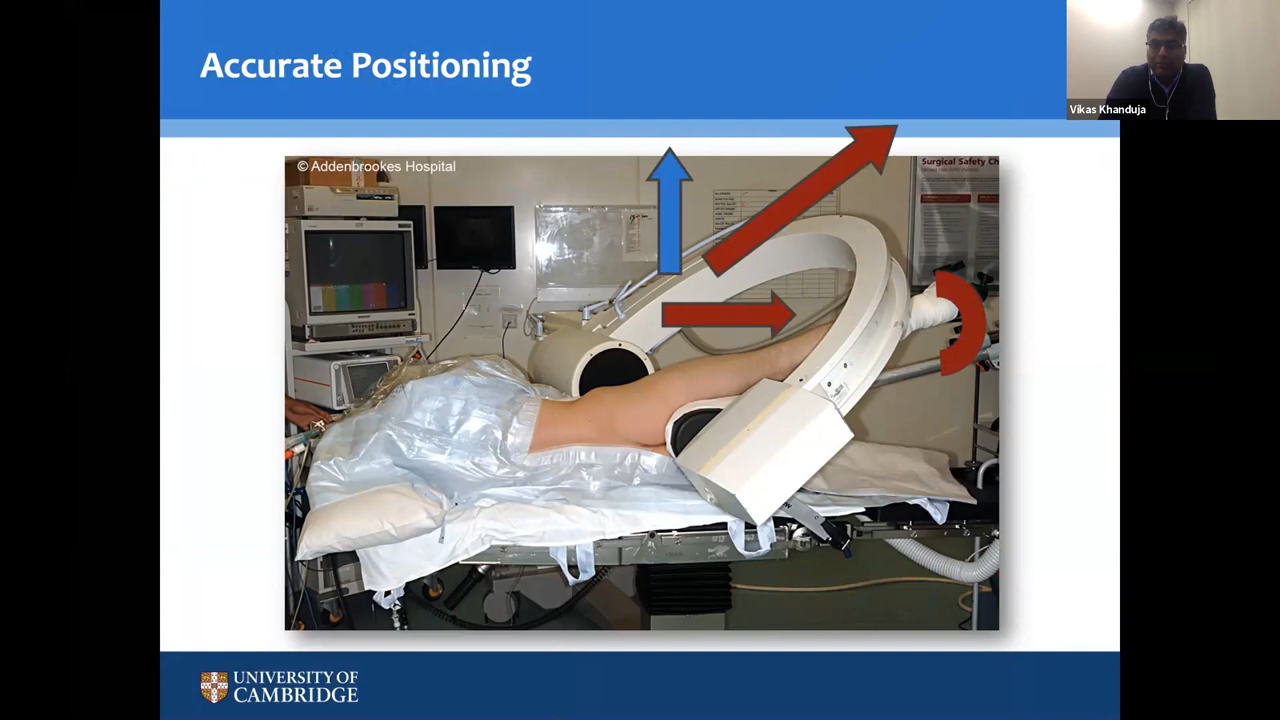 Accurate Positioning
Vikas Khanduja
© Addenbrookes Hospital
Surgical Safety Ch
UNIVERSITY OF
CAMBRIDGE